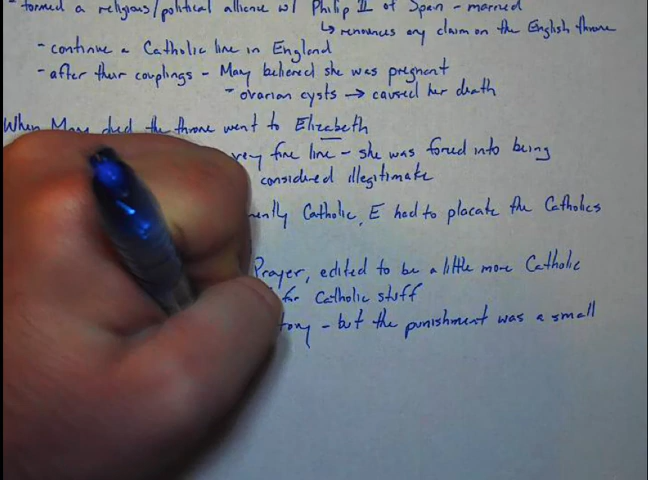 - formed a religious/political alliance w/ Philip II of Spain - married
↳ renounces any claim on the English throne
- continue a Catholic line in England
- after their couplings - Mary believed she was pregnant
- ovarian cysts → caused her death
When Mary died the throne went to Elizabeth
very fine line - she was forced into being
considered illegitimate
Catholic, E had to placate the Catholics
Prayer, edited to be a little more Catholic
for Catholic stuff
- but the punishment was a small